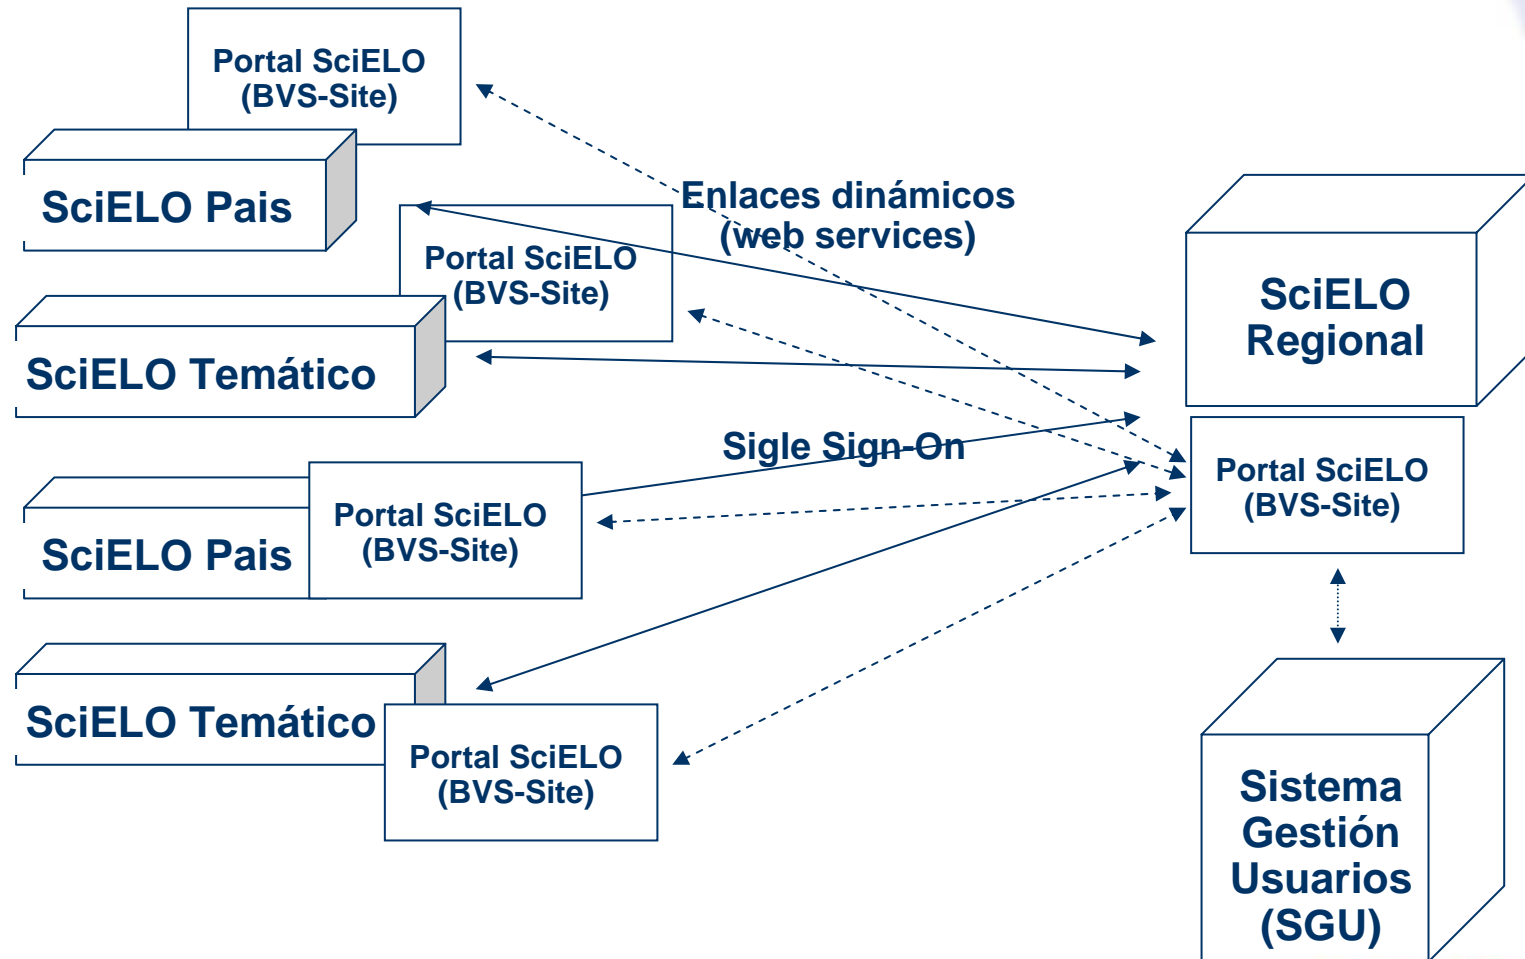 Portal SciELO
(BVS-Site)
SciELO Pais
Enlaces dinámicos
(web services)
Portal SciELO
(BVS-Site)
SciELO Temático
SciELO
Regional
Sigle Sign-On
Portal SciELO
(BVS-Site)
SciELO Pais
Portal SciELO
(BVS-Site)
SciELO Temático
Portal SciELO
(BVS-Site)
Sistema
Gestión
Usuarios
(SGU)